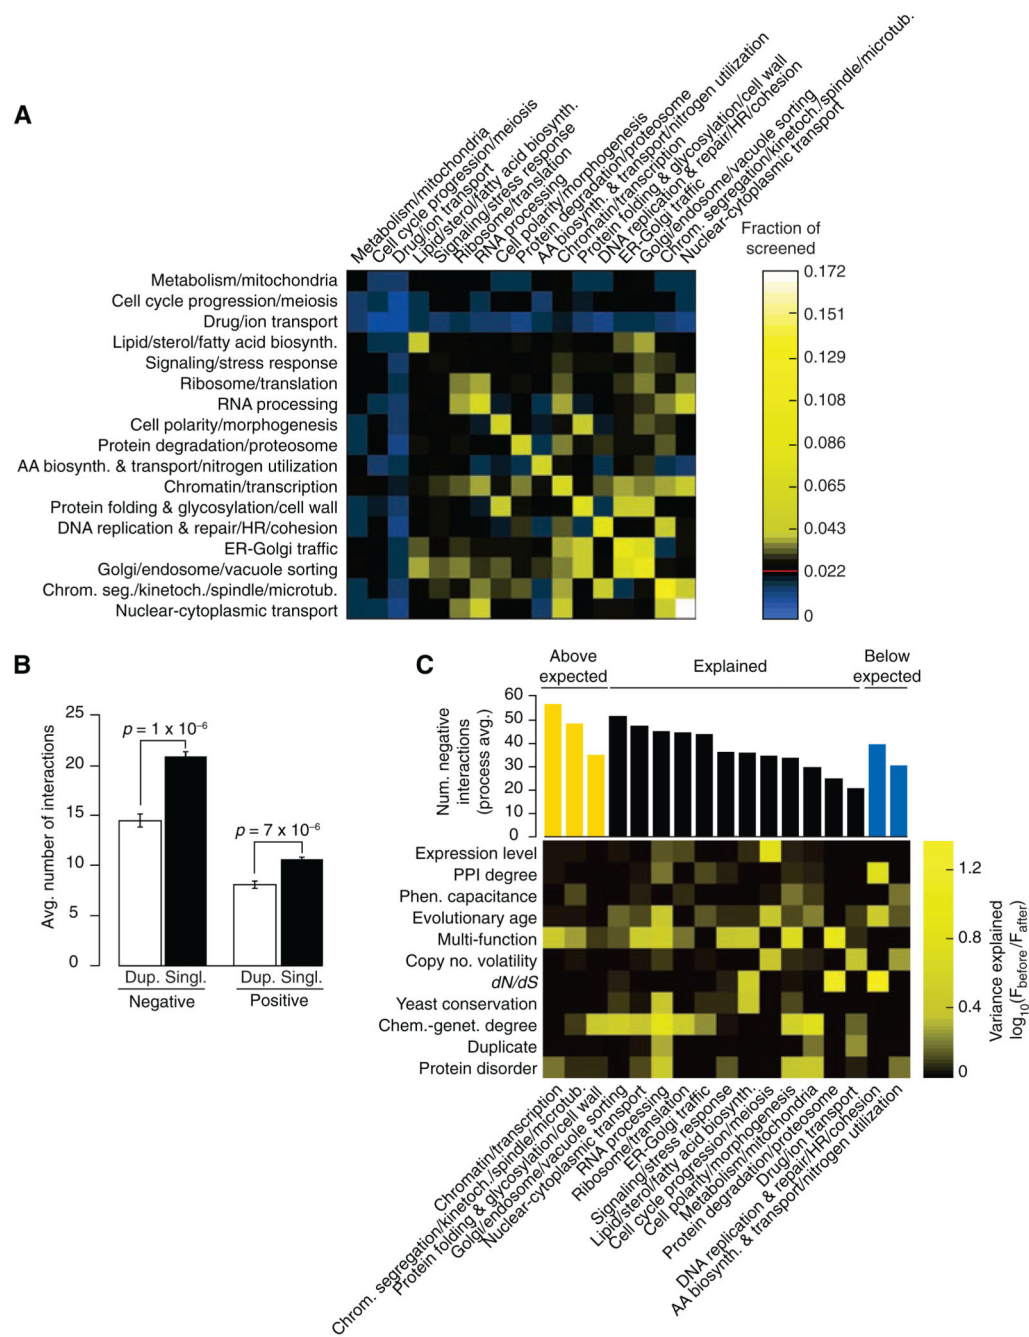 A
Metabolism/mitochondria
Cell cycle progression/meiosis
Drug/ion transport
Lipid/sterol/fatty acid biosynth.
Signaling/stress response
Ribosome/translation
RNA processing
Cell polarity/morphogenesis
Protein degradation/proteosome
AA biosynth. & transport/nitrogen utilization
Chromatin/transcription
Protein folding & glycosylation/cell wall
DNA replication & repair/HR/cohesion
ER-Golgi traffic
Golgi/endosome/vacuole sorting
Chrom. segregation/kinetoch./spindle/microtub.
Nuclear-cytoplasmic transport
Fraction of
screened
0.172
0.151
0.129
0.108
0.086
0.065
0.043
0.022
0
Metabolism/mitochondria
Cell cycle progression/meiosis
Drug/ion transport
Lipid/sterol/fatty acid biosynth.
Signaling/stress response
Ribosome/translation
RNA processing
Cell polarity/morphogenesis
Protein degradation/proteosome
AA biosynth. & transport/nitrogen utilization
Chromatin/transcription
Protein folding & glycosylation/cell wall
DNA replication & repair/HR/cohesion
ER-Golgi traffic
Golgi/endosome/vacuole sorting
Chrom. seg./kinetoch./spindle/microtub.
Nuclear-cytoplasmic transport
B
Avg. number of interactions
25
20
15
10
5
0
p = 1 x 10⁻⁶
p = 7 x 10⁻⁶
Dup. Singl.
Dup. Singl.
Negative
Positive
C
Above
expected
Explained
Below
expected
Num. negative
interactions
(process avg.)
60
50
40
30
20
10
0
Expression level
PPI degree
Phen. capacitance
Evolutionary age
Multi-function
Copy no. volatility
dN/dS
Yeast conservation
Chem.-genet. degree
Duplicate
Protein disorder
1.2
0.8
0.4
0
Variance explained
log₁₀(Fbefore/Fafter)
Chromatin/transcription
Chrom. segregation/kinetoch./spindle/microtub.
Protein folding & glycosylation/cell wall
Golgi/endosome/vacuole sorting
Nuclear-cytoplasmic transport
RNA processing
Ribosome/translation
ER-Golgi traffic
Signaling/stress response
Lipid/sterol/fatty acid biosynth.
Cell cycle progression/meiosis
Cell polarity/morphogenesis
Metabolism/mitochondria
Protein degradation/proteosome
Drug/ion transport
DNA replication & repair/HR/cohesion
AA biosynth. & transport/nitrogen utilization